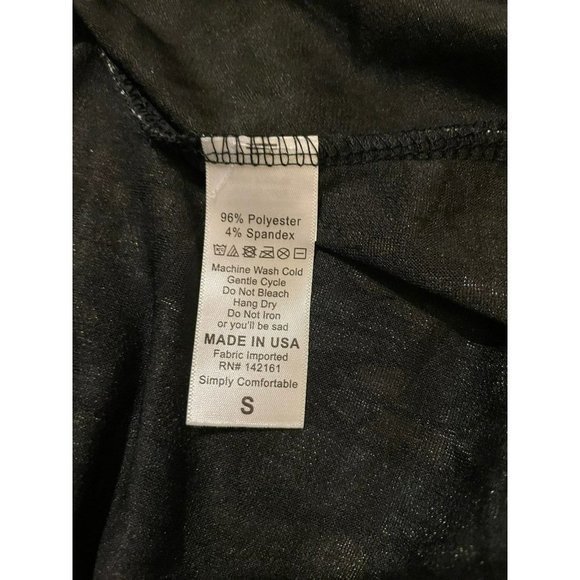 96% Polyester
4% Spandex
Machine Wash Cold
Gentle Cycle
Do Not Bleach
Hang Dry
Do Not Iron
or you'll be sad
MADE IN USA
Fabric Imported
RN# 142161
Simply Comfortable
S